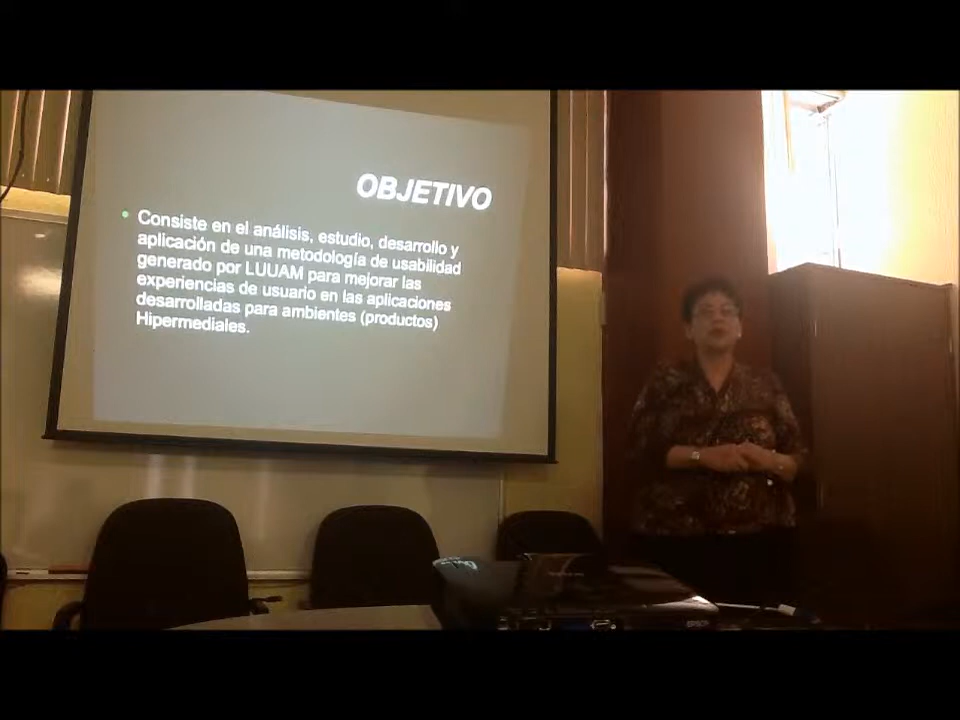 OBJETIVO
Consiste en el análisis, estudio, desarrollo y
aplicación de una metodología de usabilidad
generado por LUUAM para mejorar las
experiencias de usuario en las aplicaciones
desarrolladas para ambientes (productos)
Hipermediales.
EPSON